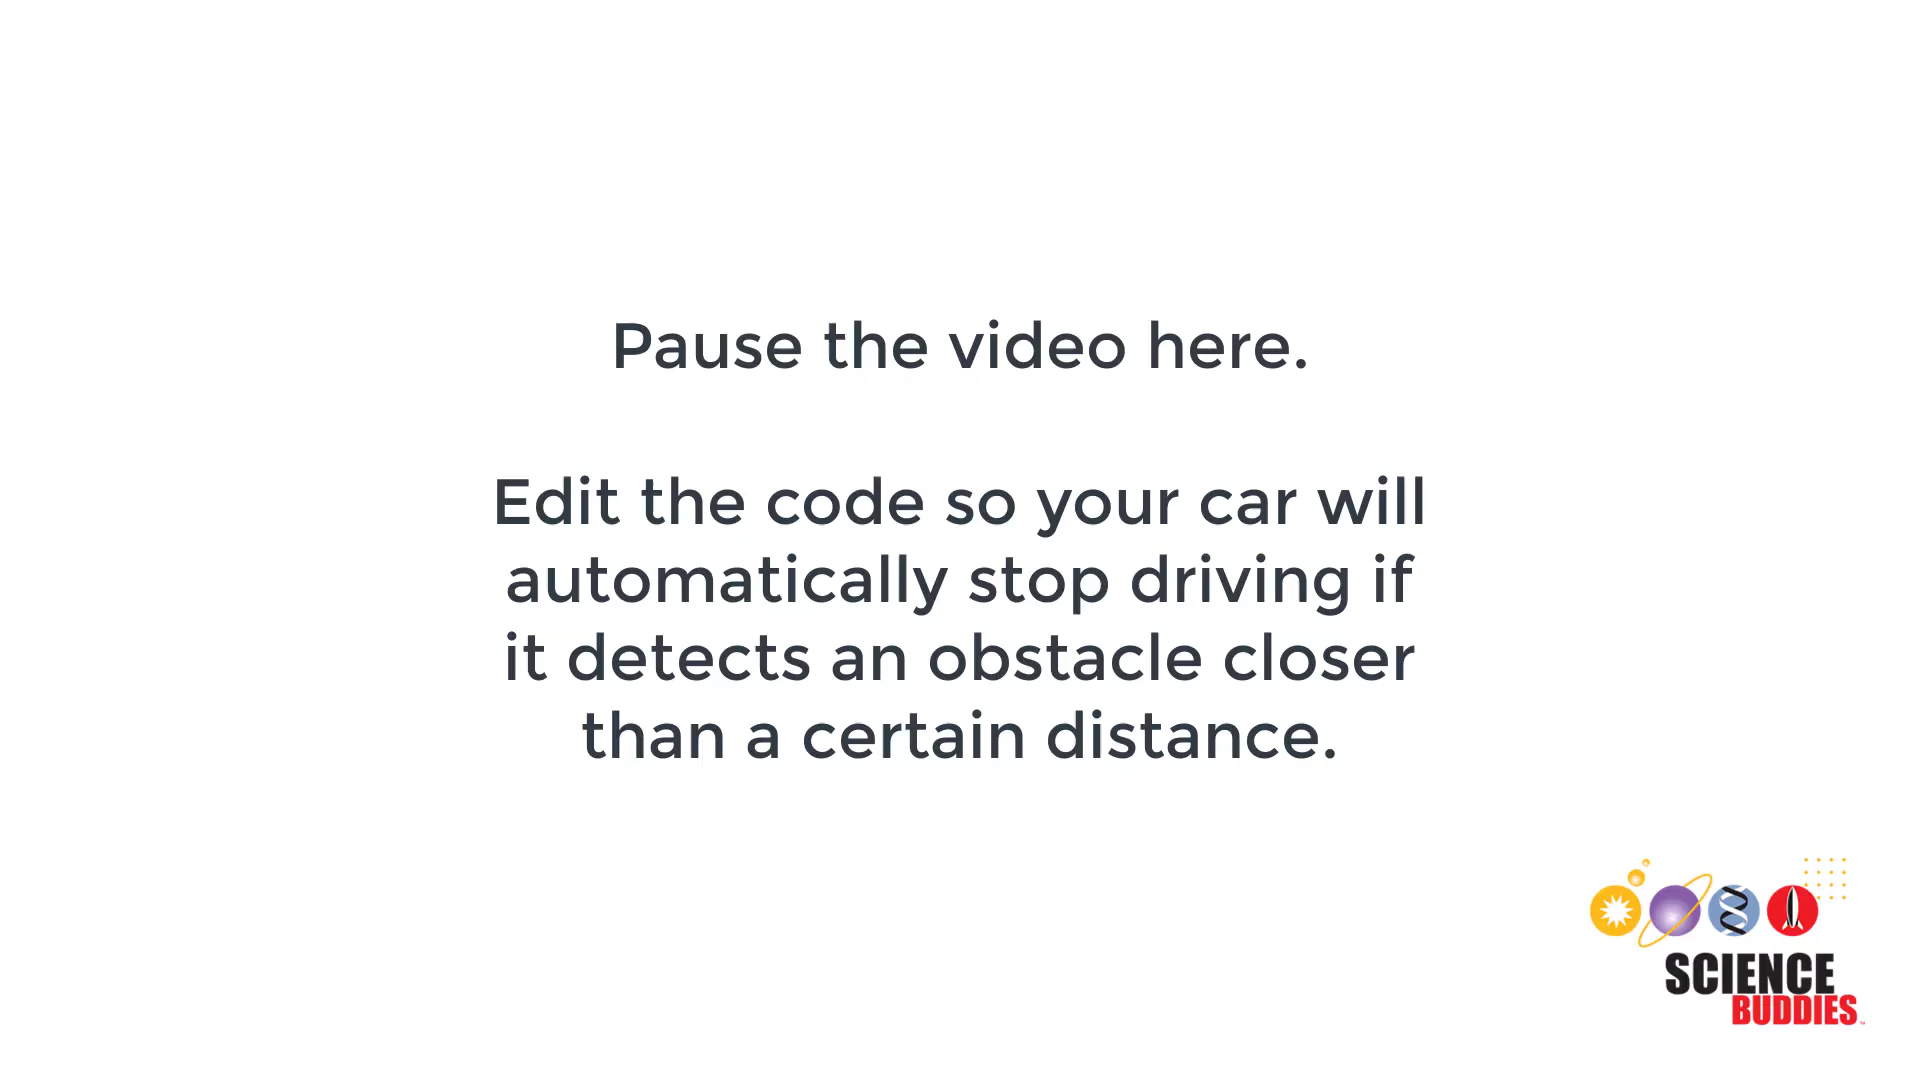 Pause the video here.
Edit the code so your car will
automatically stop driving if
it detects an obstacle closer
than a certain distance.
SCIENCE
BUDDIES